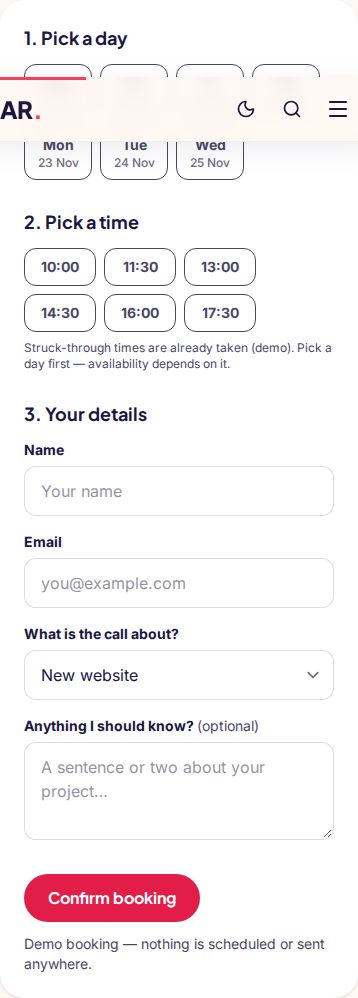 1. Pick a day
AR.
Mon Tue Wed
23 Nov 24 Nov 25 Nov
2. Pick a time
10:00 11:30 13:00
14:30 16:00 17:30
Struck-through times are already taken (demo). Pick a
day first — availability depends on it.
3. Your details
Name
Your name
Email
you@example.com
What is the call about?
New website
Anything I should know? (optional)
A sentence or two about your
project...
Confirm booking
Demo booking — nothing is scheduled or sent
anywhere.